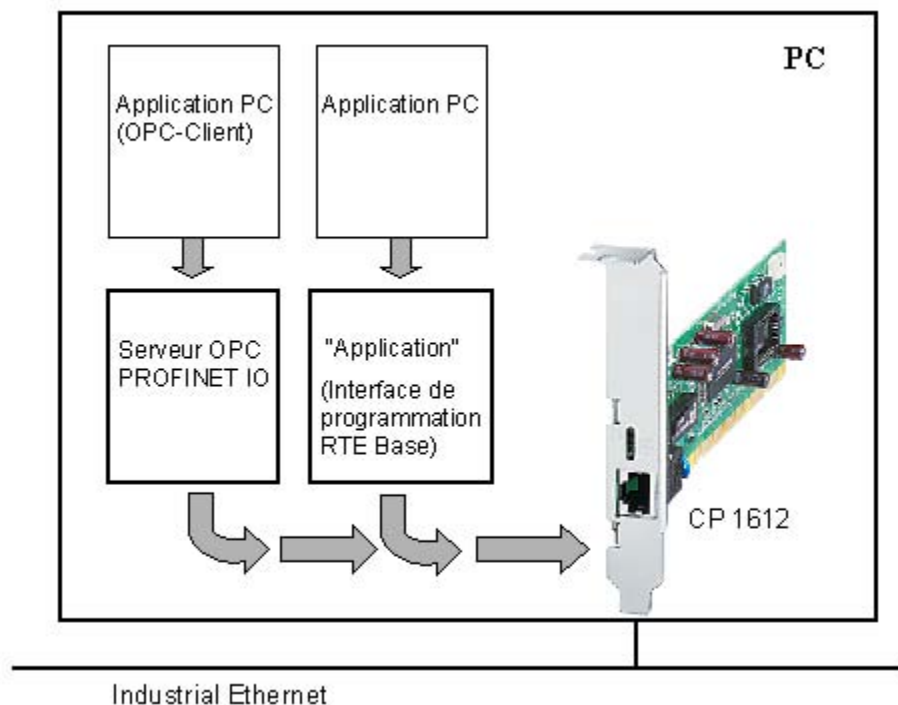 PC
Application PC
(OPC-Client)
Application PC
Serveur OPC
PROFINET IO
"Application"
(Interface de
programmation
RTE Base)
CP 1612
Industrial Ethernet